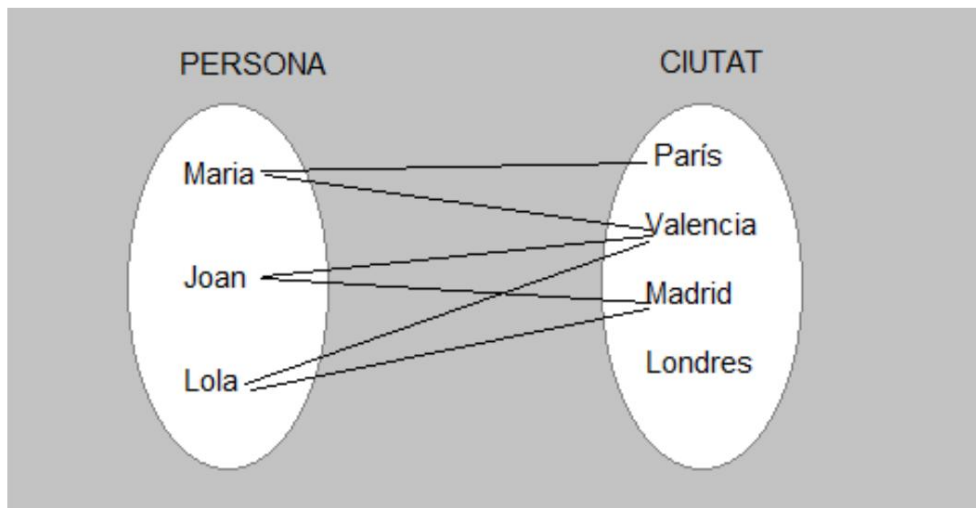 PERSONA
CIUTAT
Maria
París
Valencia
Joan
Madrid
Lola
Londres